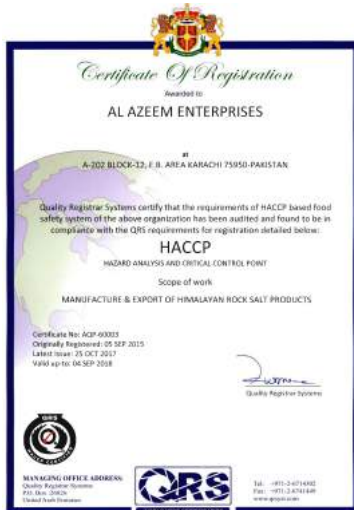 Certificate Of Registration
Awarded to
AL AZEEM ENTERPRISES
at
A-202 BLOCK-12, F.B. AREA KARACHI 75950-PAKISTAN
Quality Registrar Systems certify that the requirements of HACCP based food
safety system of the above organization has been audited and found to be in
compliance with the QRS requirements for registration detailed below:
HACCP
HAZARD ANALYSIS AND CRITICAL CONTROL POINT
Scope of work
MANUFACTURE & EXPORT OF HIMALAYAN ROCK SALT PRODUCTS
Certificate No: AQP-60003
Originally Registered: 05 SEP 2015
Latest Issue: 25 OCT 2017
Valid up-to: 04 SEP 2018
Quality Registrar Systems
QRS
MANAGING OFFICE ADDRESS:
Quality Registrar Systems
P.O. Box
United Arab Emirates
QRS
Tel:
Fax: